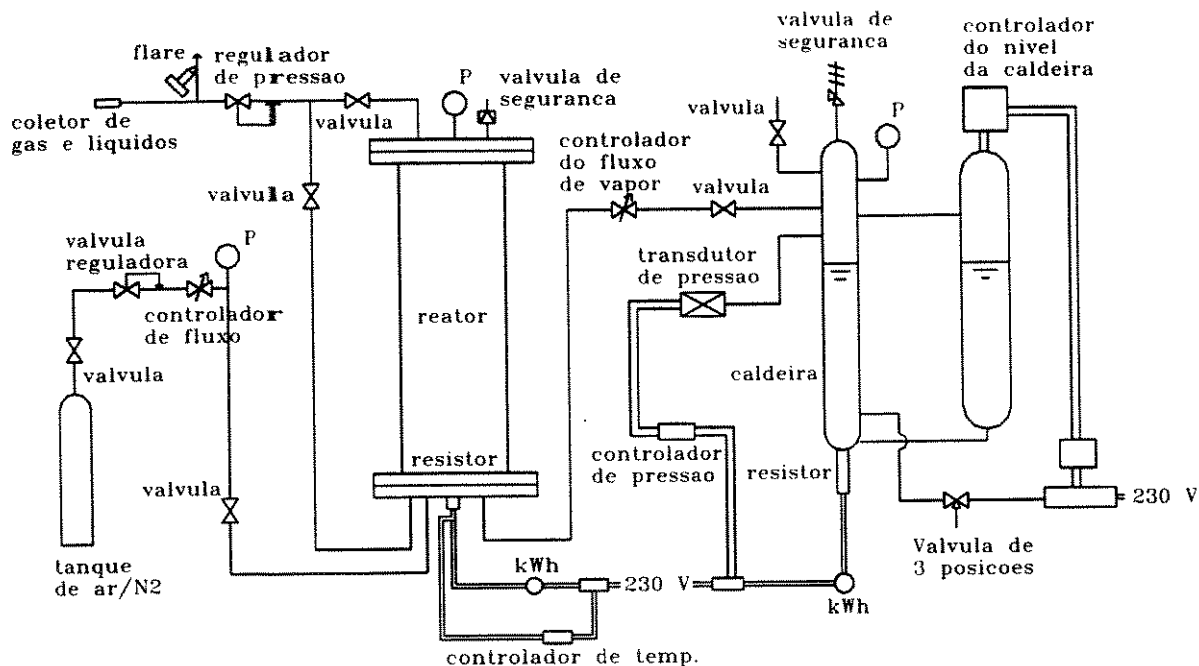 flare
regulador
de pressao
P
valvula de
seguranca
coletor de
gas e liquidos
valvula
valvula
valvula
reguladora
P
controlador
de fluxo
valvula
reator
resistor
valvula
tanque
de ar/N2
kWh
230 V
controlador de temp.
valvula de
seguranca
controlador
do nivel
da caldeira
valvula
P
controlador
do fluxo
de vapor
valvula
transdutor
de pressao
caldeira
controlador
de pressao
resistor
230 V
Valvula de
3 posicoes
kWh